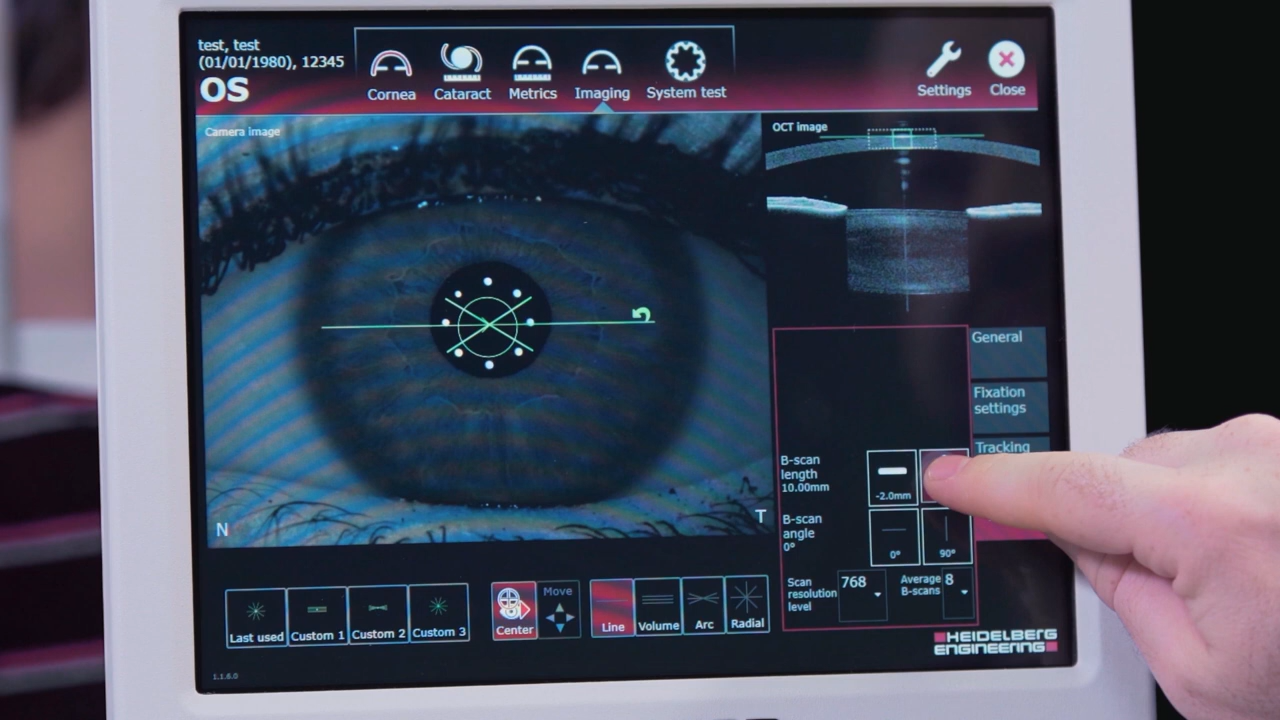 test, test
(01/01/1980), 12345
OS
Cornea
Cataract
Metrics
Imaging
System test
Settings
Close
Camera image
OCT image
General
Fixation
settings
Tracking
B-scan
length
10.00mm
-2.0mm
B-scan
angle
0°
0°
90°
Scan
resolution
level
768
Average
B-scans
8
N
T
Last used
Custom 1
Custom 2
Custom 3
Center
Move
Line
Volume
Arc
Radial
HEIDELBERG
ENGINEERING
1.1.6.0